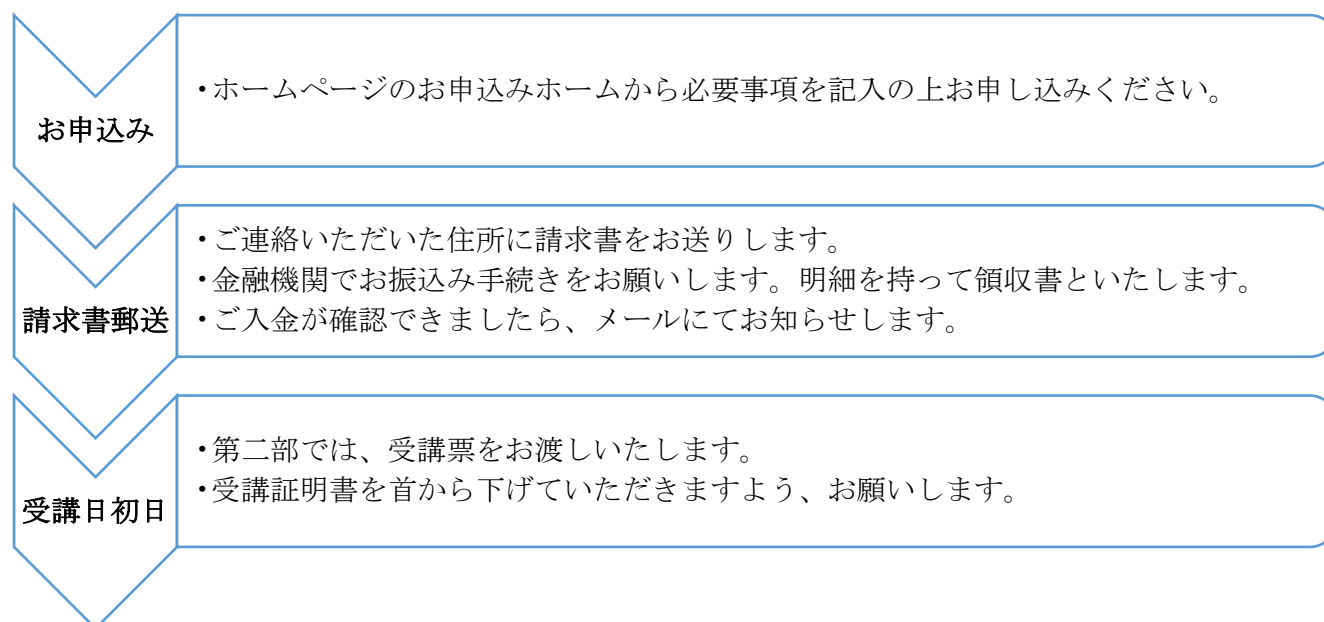 お申込み
・ホームページのお申込みホームから必要事項を記入の上お申し込みください。
請求書郵送
・ご連絡いただいた住所に請求書をお送りします。
・金融機関でお振込み手続きをお願いします。明細を持って領収書といたします。
・ご入金が確認できましたら、メールにてお知らせします。
受講日初日
・第二部では、受講票をお渡しいたします。
・受講証明書を首から下げていただきますよう、お願いします。